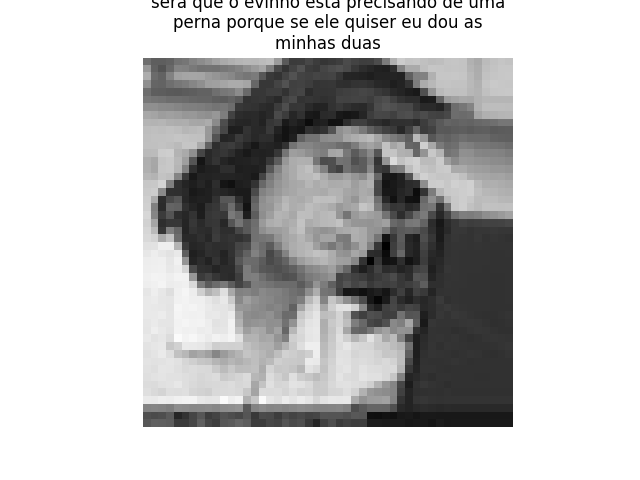 será que o evinho está precisando de uma
perna porque se ele quiser eu dou as
minhas duas